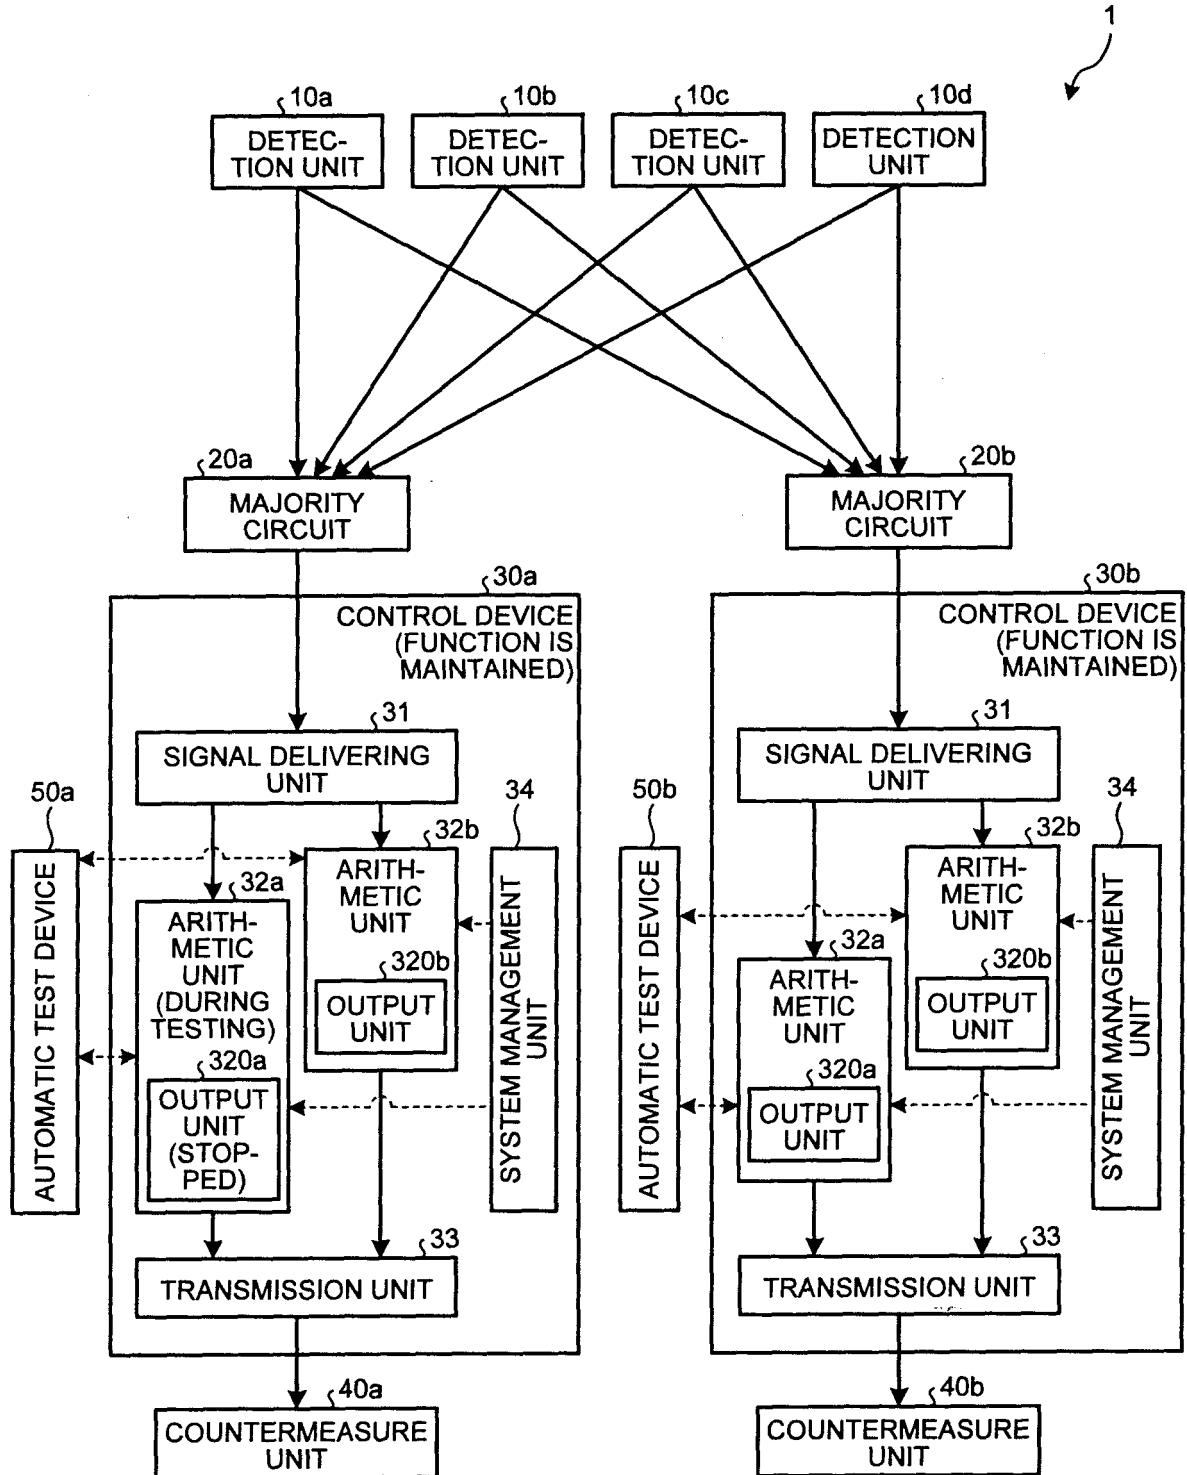 1
10a
10b
10c
10d
DETEC-
TION UNIT
DETEC-
TION UNIT
DETEC-
TION UNIT
DETECTION
UNIT
20a
20b
MAJORITY
CIRCUIT
MAJORITY
CIRCUIT
30a
CONTROL DEVICE
(FUNCTION IS
MAINTAINED)
31
SIGNAL DELIVERING
UNIT
50a
AUTOMATIC TEST DEVICE
32a
ARITH-
METIC UNIT
(DURING
TESTING)
320a
OUTPUT
UNIT
(STOP-
PED)
32b
ARITH-
METIC
UNIT
320b
OUTPUT
UNIT
34
SYSTEM MANAGEMENT
UNIT
33
TRANSMISSION UNIT
40a
COUNTERMEASURE
UNIT
30b
CONTROL DEVICE
(FUNCTION IS
MAINTAINED)
31
SIGNAL DELIVERING
UNIT
50b
AUTOMATIC TEST DEVICE
32a
ARITH-
METIC
UNIT
320a
OUTPUT
UNIT
32b
ARITH-
METIC
UNIT
320b
OUTPUT
UNIT
34
SYSTEM MANAGEMENT
UNIT
33
TRANSMISSION UNIT
40b
COUNTERMEASURE
UNIT